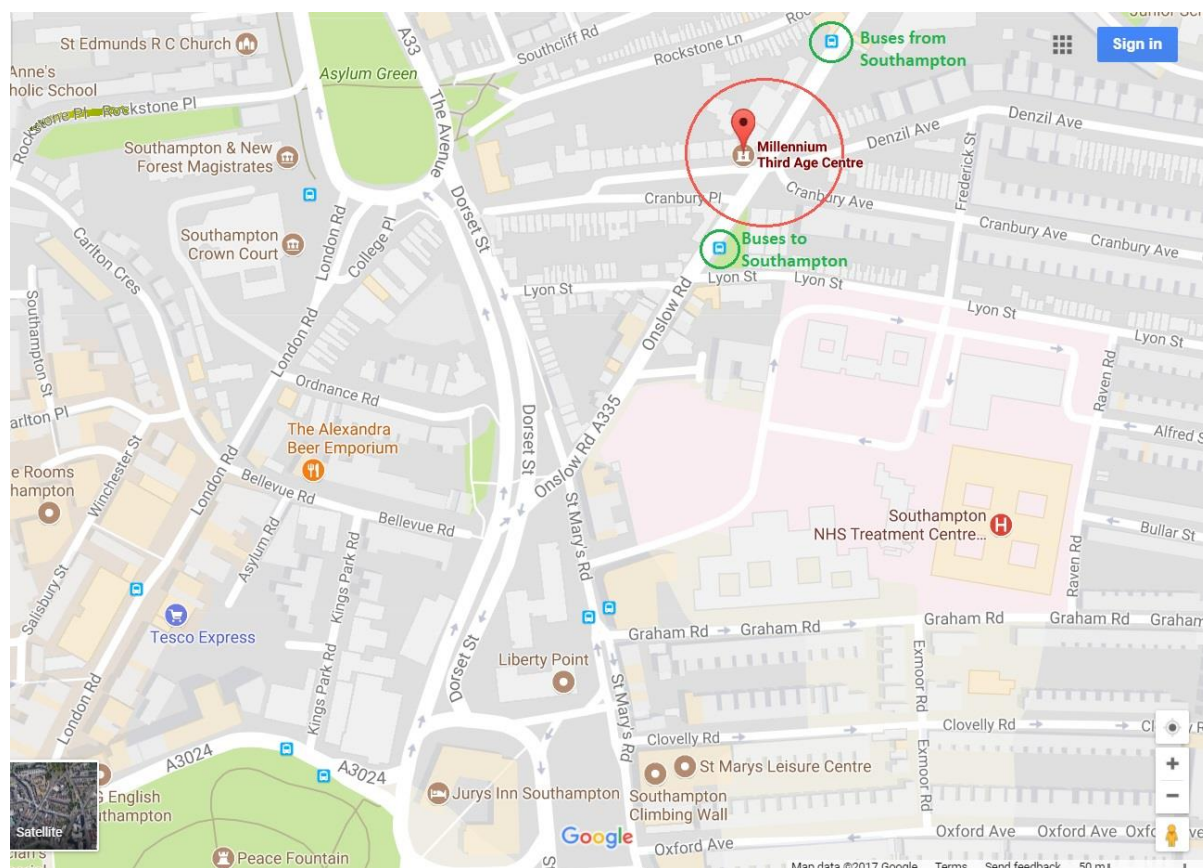 St Edmunds R C Church
Anne's
holic School
Rockstone Pl
Rockstone Pl
Southampton & New
Forest Magistrates
Asylum Green
A33
The Avenue
Southcliff Rd
Rockstone Ln
Buses from
Southampton
Sign in
Junior Sc
Denzil Ave
Frederick St
Millennium
Third Age Centre
Cranbury Pl
Cranbury Ave
Cranbury Ave
Cranbury Ave
Buses to
Southampton
Dorset St
College Pl
London Rd
Southampton
Crown Court
Carlton Cres
Southampton St
London Rd
Lyon St
Lyon St
Lyon St
Lyon St
Lyon St
Onslow Rd
Raven Rd
Alfred S
Ordnance Rd
The Alexandra
Beer Emporium
arlton Pl
Winchester St
London Rd
Bellevue Rd
Bellevue Rd
Dorset St
Onslow Rd A335
St Mary's Rd
e Rooms
hampton
Asylum Rd
Kings Park Rd
Salisbury St
Southampton
NHS Treatment Centre...
H
Bullar St
Raven Rd
Tesco Express
Graham Rd
Graham Rd
Graham Rd
Graham
Liberty Point
Dorset St
Kings Park Rd
St Mary's Rd
Exmoor Rd
Clovelly Rd
Clovelly Rd
London Rd
A3024
A3024
St Marys Leisure Centre
Southampton
Climbing Wall
Jurys Inn Southampton
Exmoor Rd
G English
uthampton
Satellite
Peace Fountain
Google
Oxford Ave
Oxford Ave
Oxf
+
−
Map data ©2017 Google Terms Send feedback 50 m